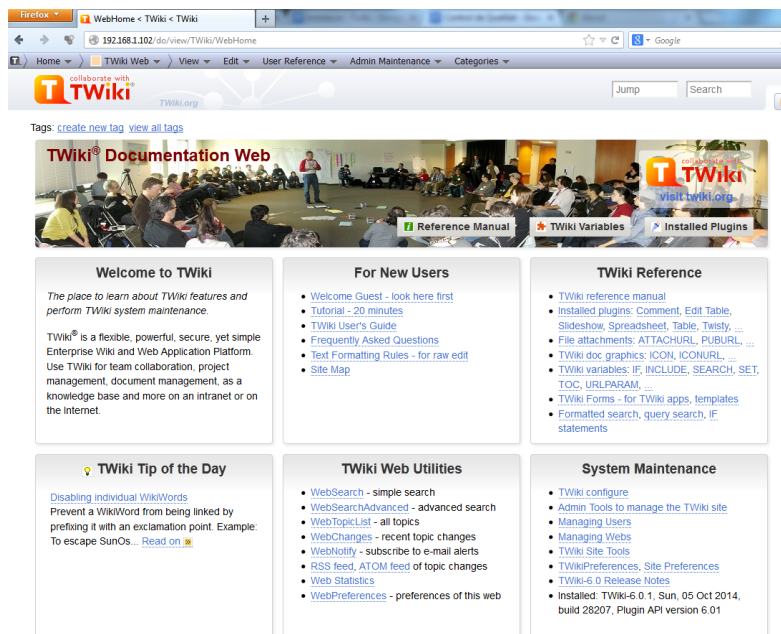 Firefox
WebHome < TWiki < TWiki
+
192.168.1.102/do/view/TWiki/WebHome
Google
Home TWiki Web View Edit User Reference Admin Maintenance Categories
collaborate with
TWiki®
TWiki.org
Jump
Search
Tags: create new tag view all tags
TWiki® Documentation Web
collaborate with
TWiki
visit twiki.org
Reference Manual
TWiki Variables
Installed Plugins
Welcome to TWiki
The place to learn about TWiki features and
perform TWiki system maintenance.
TWiki® is a flexible, powerful, secure, yet simple
Enterprise Wiki and Web Application Platform.
Use TWiki for team collaboration, project
management, document management, as a
knowledge base and more on an intranet or on
the Internet.
For New Users
Welcome Guest - look here first
Tutorial - 20 minutes
TWiki User's Guide
Frequently Asked Questions
Text Formatting Rules - for raw edit
Site Map
TWiki Reference
TWiki reference manual
Installed plugins: Comment, Edit Table,
Slideshow, Spreadsheet, Table, Twisty, ...
File attachments: ATTACHURL, PUBURL, ...
TWiki doc graphics: ICON, ICONURL, ...
TWiki variables: IF, INCLUDE, SEARCH, SET,
TOC, URLPARAM, ...
TWiki Forms - for TWiki apps, templates
Formatted search, query search, IF
statements
TWiki Tip of the Day
Disabling individual WikiWords
Prevent a WikiWord from being linked by
prefixing it with an exclamation point. Example:
To escape SunOs... Read on
TWiki Web Utilities
WebSearch - simple search
WebSearchAdvanced - advanced search
WebTopicList - all topics
WebChanges - recent topic changes
WebNotify - subscribe to e-mail alerts
RSS feed, ATOM feed of topic changes
Web Statistics
WebPreferences - preferences of this web
System Maintenance
TWiki configure
Admin Tools to manage the TWiki site
Managing Users
Managing Webs
TWiki Site Tools
TWikiPreferences, Site Preferences
TWiki-6.0 Release Notes
Installed: TWiki-6.0.1, Sun, 05 Oct 2014,
build 28207, Plugin API version 6.01